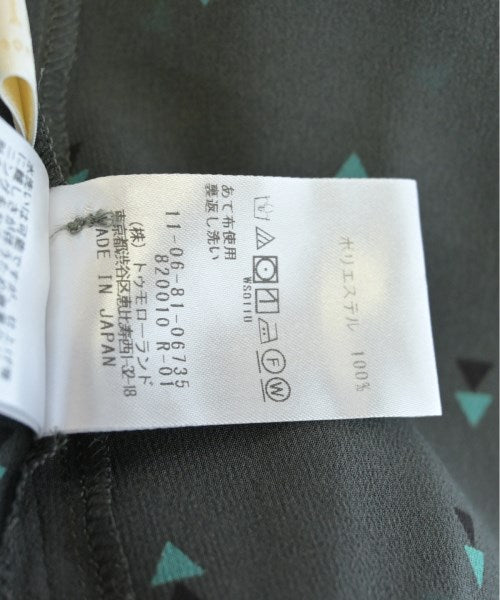 ポリエステル 100%
WS011U
あて布使用
裏返し洗い
11-06-81-06735
820010 R-01
(株) トゥモローランド
東京都渋谷区恵比寿西1-32-18
MADE IN JAPAN